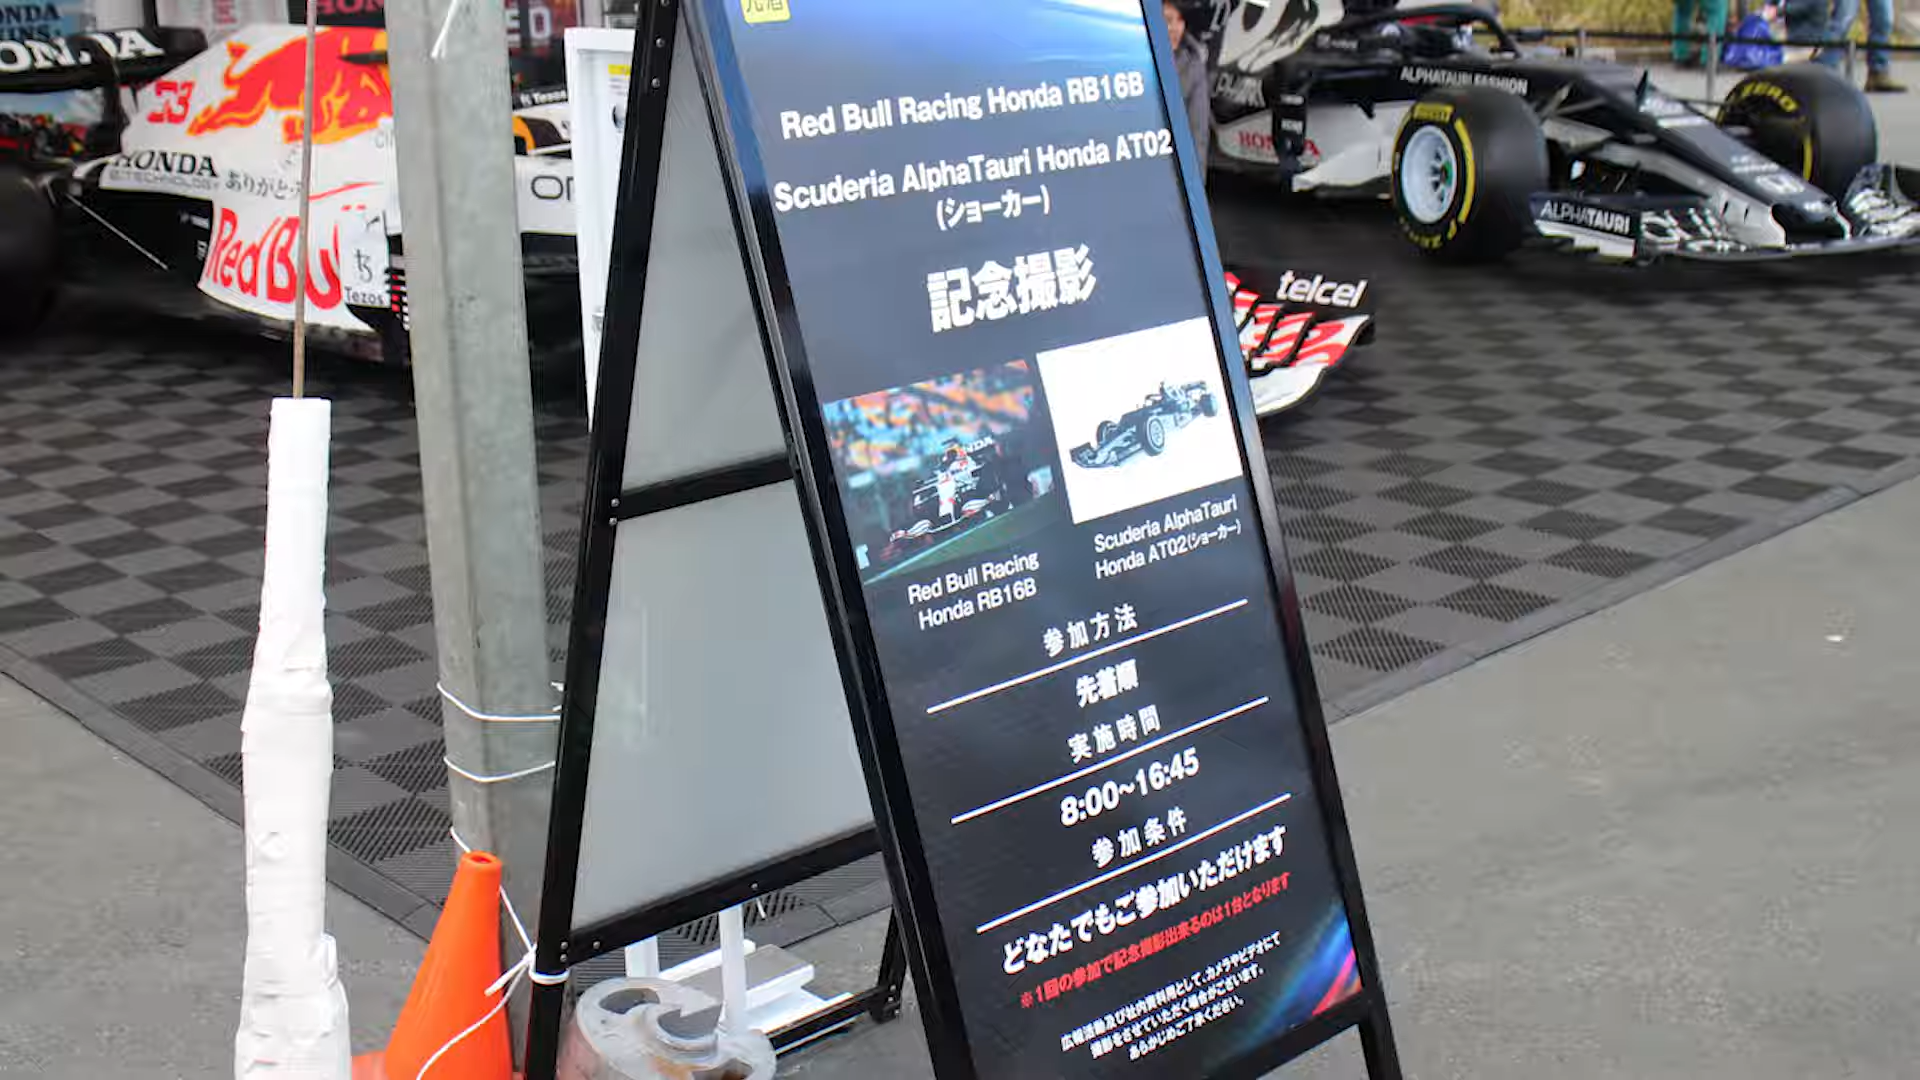 HONDA
33
HONDA
ありがとう
Red Bull
Tezos
Tezos
Red Bull Racing Honda RB16B
Scuderia AlphaTauri Honda AT02
(ショーカー)
記念撮影
Red Bull Racing
Honda RB16B
Scuderia AlphaTauri
Honda AT02(ショーカー)
参加方法
先着順
実施時間
8:00~16:45
参加条件
どなたでもご参加いただけます
※1回の参加で記念撮影出来るのは1台となります
広報活動及び社内資料用として、カメラやビデオにて
撮影をさせていただく場合がございます。
あらかじめご了承ください。
telcel
ALPHATAURI FASHION
HONDA
ALPHATAURI
P ZERO